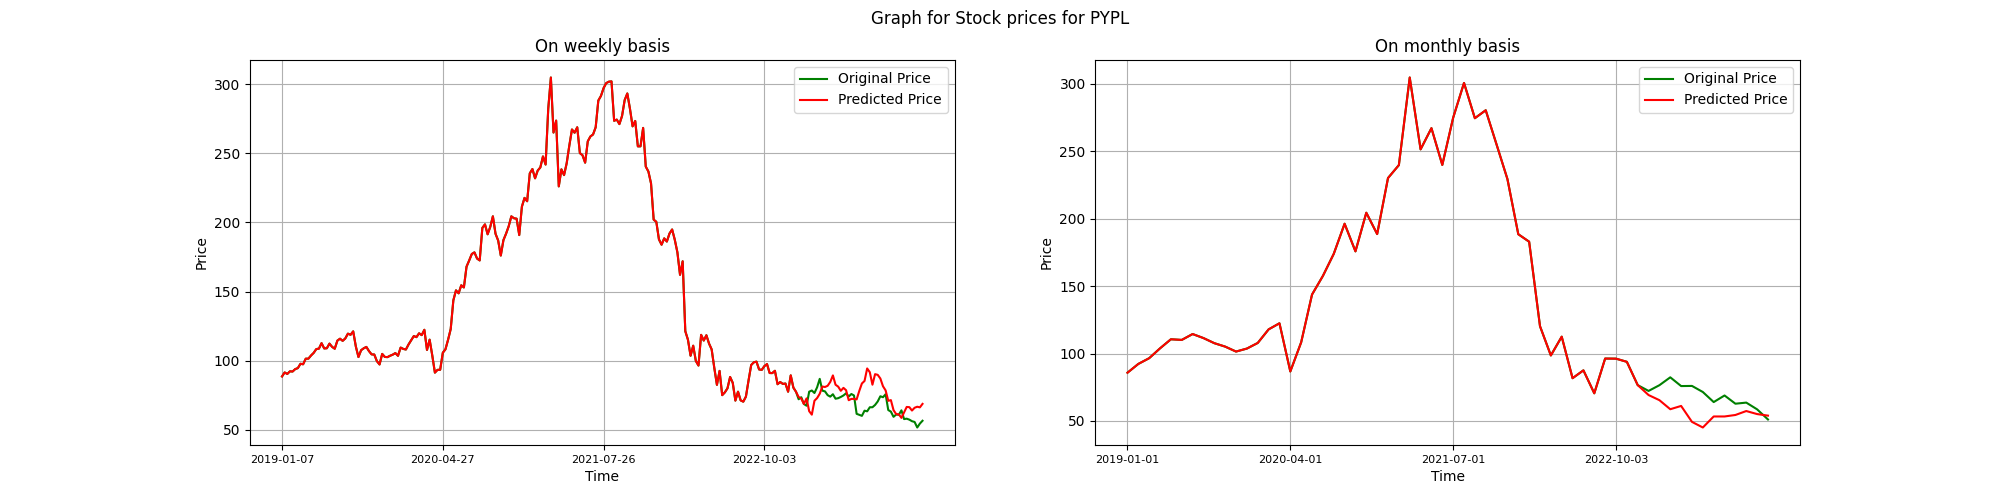 Graph for Stock prices for PYPL
On weekly basis
Original Price
Predicted Price
300
250
200
150
100
50
Price
2019-01-07
2020-04-27
2021-07-26
2022-10-03
Time
On monthly basis
Original Price
Predicted Price
300
250
200
150
100
50
Price
2019-01-01
2020-04-01
2021-07-01
2022-10-03
Time